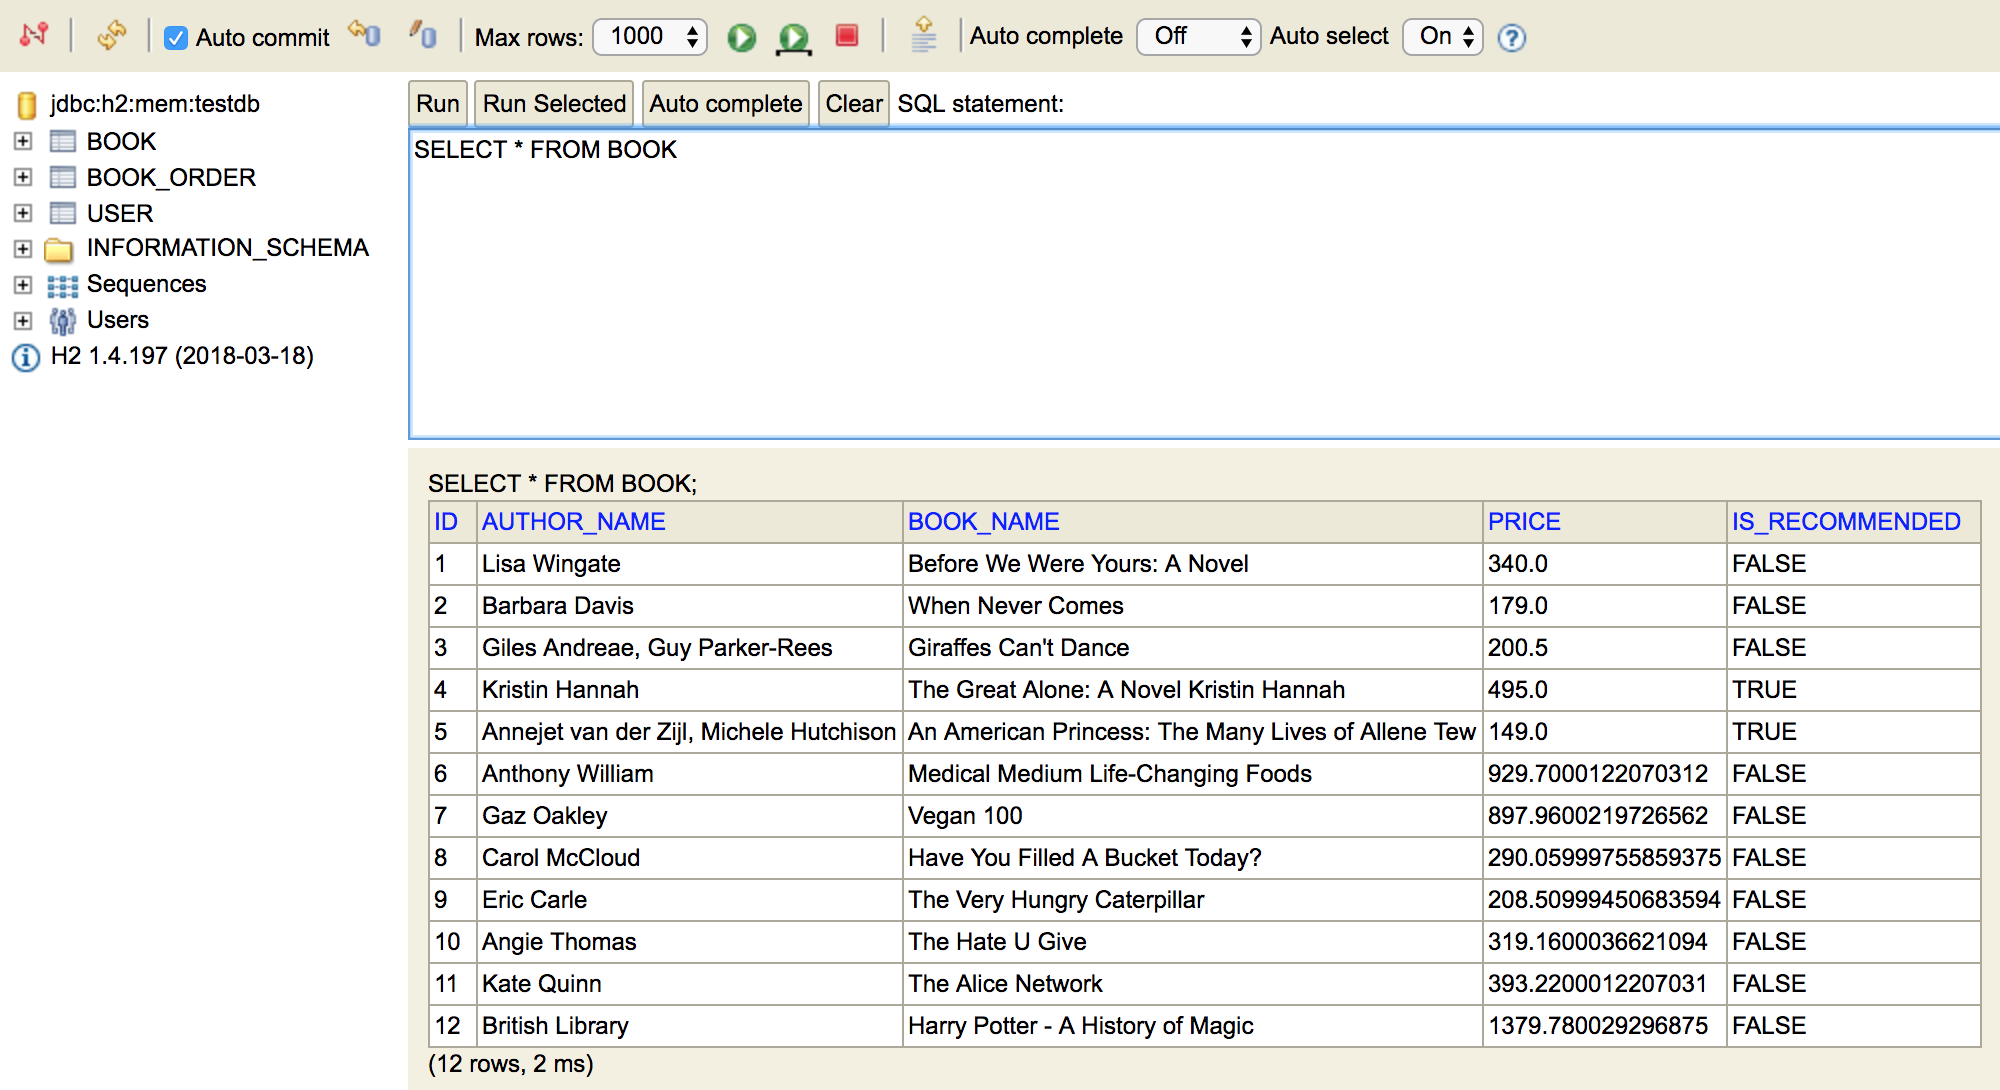 Auto commit Max rows: 1000 Auto complete Off Auto select On ?
jdbc:h2:mem:testdb
BOOK
BOOK_ORDER
USER
INFORMATION_SCHEMA
Sequences
Users
H2 1.4.197 (2018-03-18)
Run Run Selected Auto complete Clear SQL statement:
SELECT * FROM BOOK
SELECT * FROM BOOK;
ID AUTHOR_NAME BOOK_NAME PRICE IS_RECOMMENDED
1 Lisa Wingate Before We Were Yours: A Novel 340.0 FALSE
2 Barbara Davis When Never Comes 179.0 FALSE
3 Giles Andreae, Guy Parker-Rees Giraffes Can't Dance 200.5 FALSE
4 Kristin Hannah The Great Alone: A Novel Kristin Hannah 495.0 TRUE
5 Annejet van der Zijl, Michele Hutchison An American Princess: The Many Lives of Allene Tew 149.0 TRUE
6 Anthony William Medical Medium Life-Changing Foods 929.7000122070312 FALSE
7 Gaz Oakley Vegan 100 897.9600219726562 FALSE
8 Carol McCloud Have You Filled A Bucket Today? 290.05999755859375 FALSE
9 Eric Carle The Very Hungry Caterpillar 208.50999450683594 FALSE
10 Angie Thomas The Hate U Give 319.1600036621094 FALSE
11 Kate Quinn The Alice Network 393.2200012207031 FALSE
12 British Library Harry Potter - A History of Magic 1379.780029296875 FALSE
(12 rows, 2 ms)